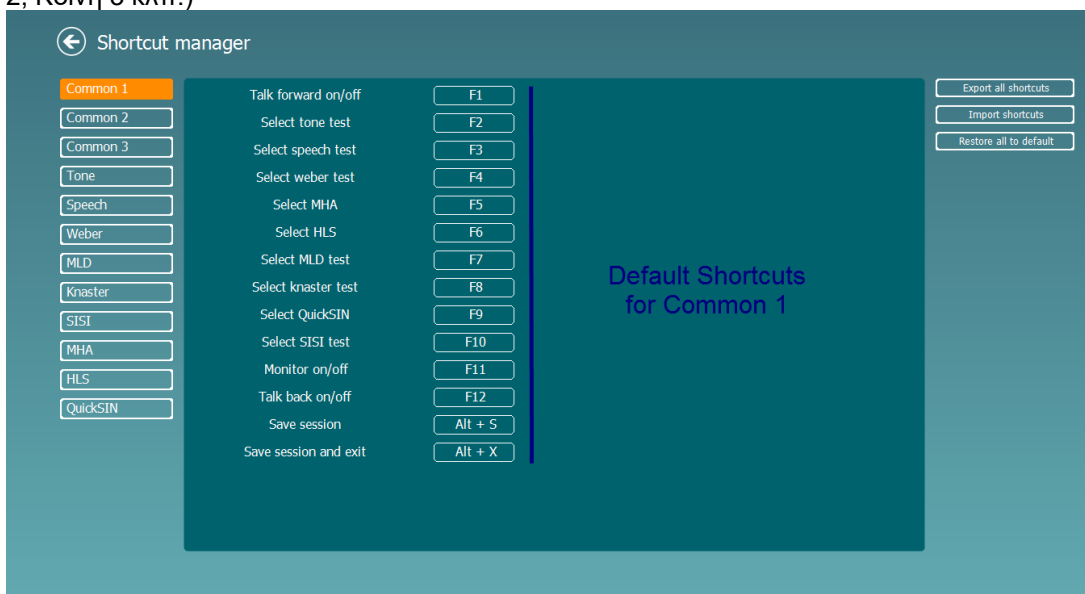 Shortcut manager
Common 1
Common 2
Common 3
Tone
Speech
Weber
MLD
Knaster
SISI
MHA
HLS
QuickSIN
Talk forward on/off F1
Select tone test F2
Select speech test F3
Select weber test F4
Select MHA F5
Select HLS F6
Select MLD test F7
Select knaster test F8
Select QuickSIN F9
Select SISI test F10
Monitor on/off F11
Talk back on/off F12
Save session Alt + S
Save session and exit Alt + X
Default Shortcuts
for Common 1
Export all shortcuts
Import shortcuts
Restore all to default